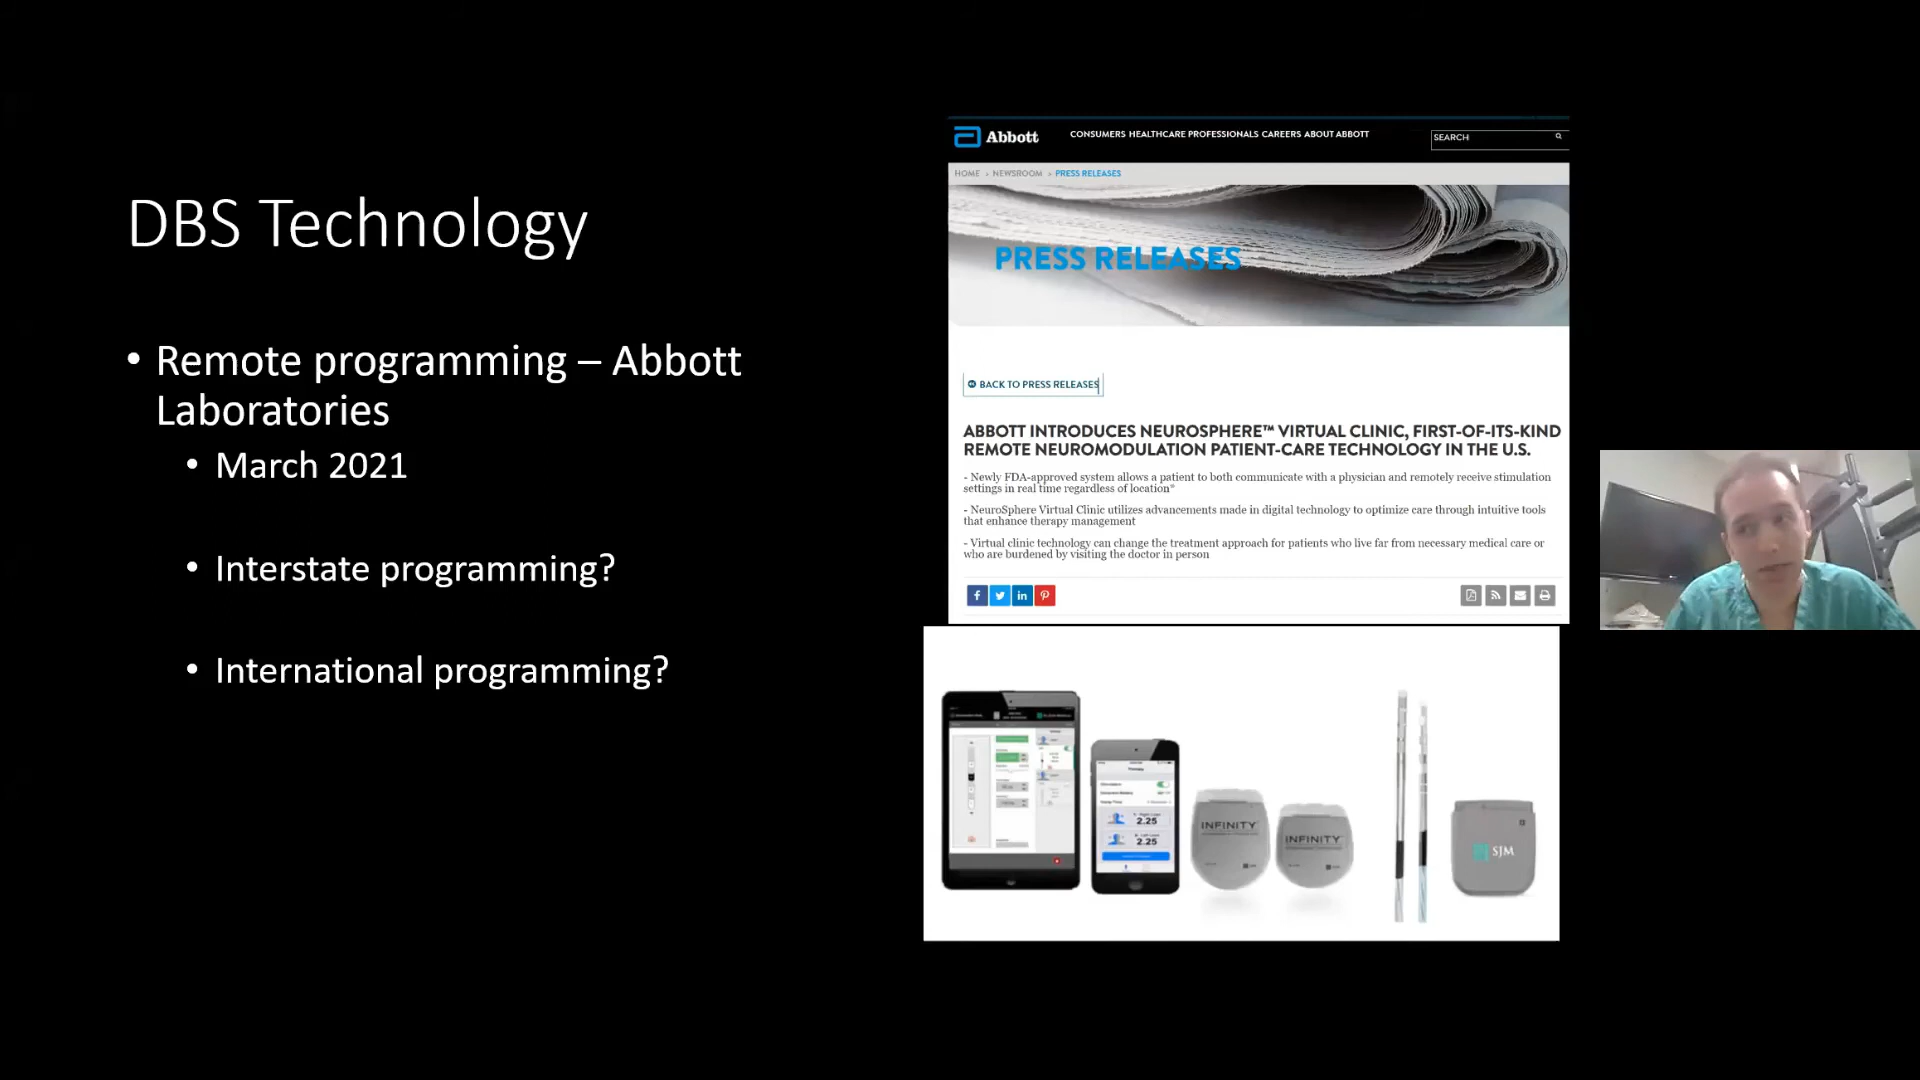 DBS Technology
• Remote programming – Abbott
Laboratories
• March 2021
• Interstate programming?
• International programming?
Abbott
CONSUMERS HEALTHCARE PROFESSIONALS CAREERS ABOUT ABBOTT
SEARCH
HOME > NEWSROOM > PRESS RELEASES
PRESS RELEASES
BACK TO PRESS RELEASES
ABBOTT INTRODUCES NEUROSPHERE™ VIRTUAL CLINIC, FIRST-OF-ITS-KIND
REMOTE NEUROMODULATION PATIENT-CARE TECHNOLOGY IN THE U.S.
- Newly FDA-approved system allows a patient to both communicate with a physician and remotely receive stimulation
settings in real time regardless of location*
- NeuroSphere Virtual Clinic utilizes advancements made in digital technology to optimize care through intuitive tools
that enhance therapy management
- Virtual clinic technology can change the treatment approach for patients who live far from necessary medical care or
who are burdened by visiting the doctor in person
2.25
2.25
INFINITY
INFINITY
SJM